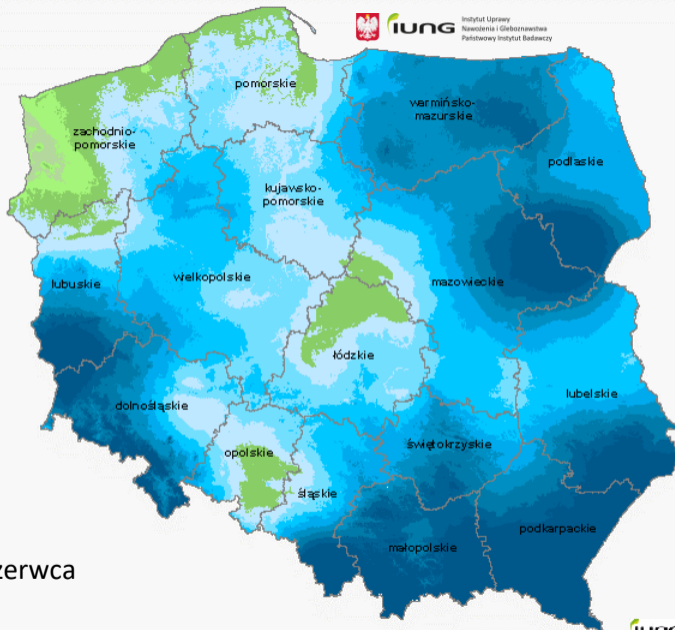 IUNG
Instytut Uprawy
Nawożenia i Gleboznawstwa
Państwowy Instytut Badawczy
pomorskie
warmińsko-
mazurskie
zachodnio-
pomorskie
podlaskie
kujawsko-
pomorskie
lubuskie
wielkopolskie
mazowieckie
łódzkie
lubelskie
dolnośląskie
opolskie
świętokrzyskie
śląskie
podkarpackie
małopolskie
zerwca